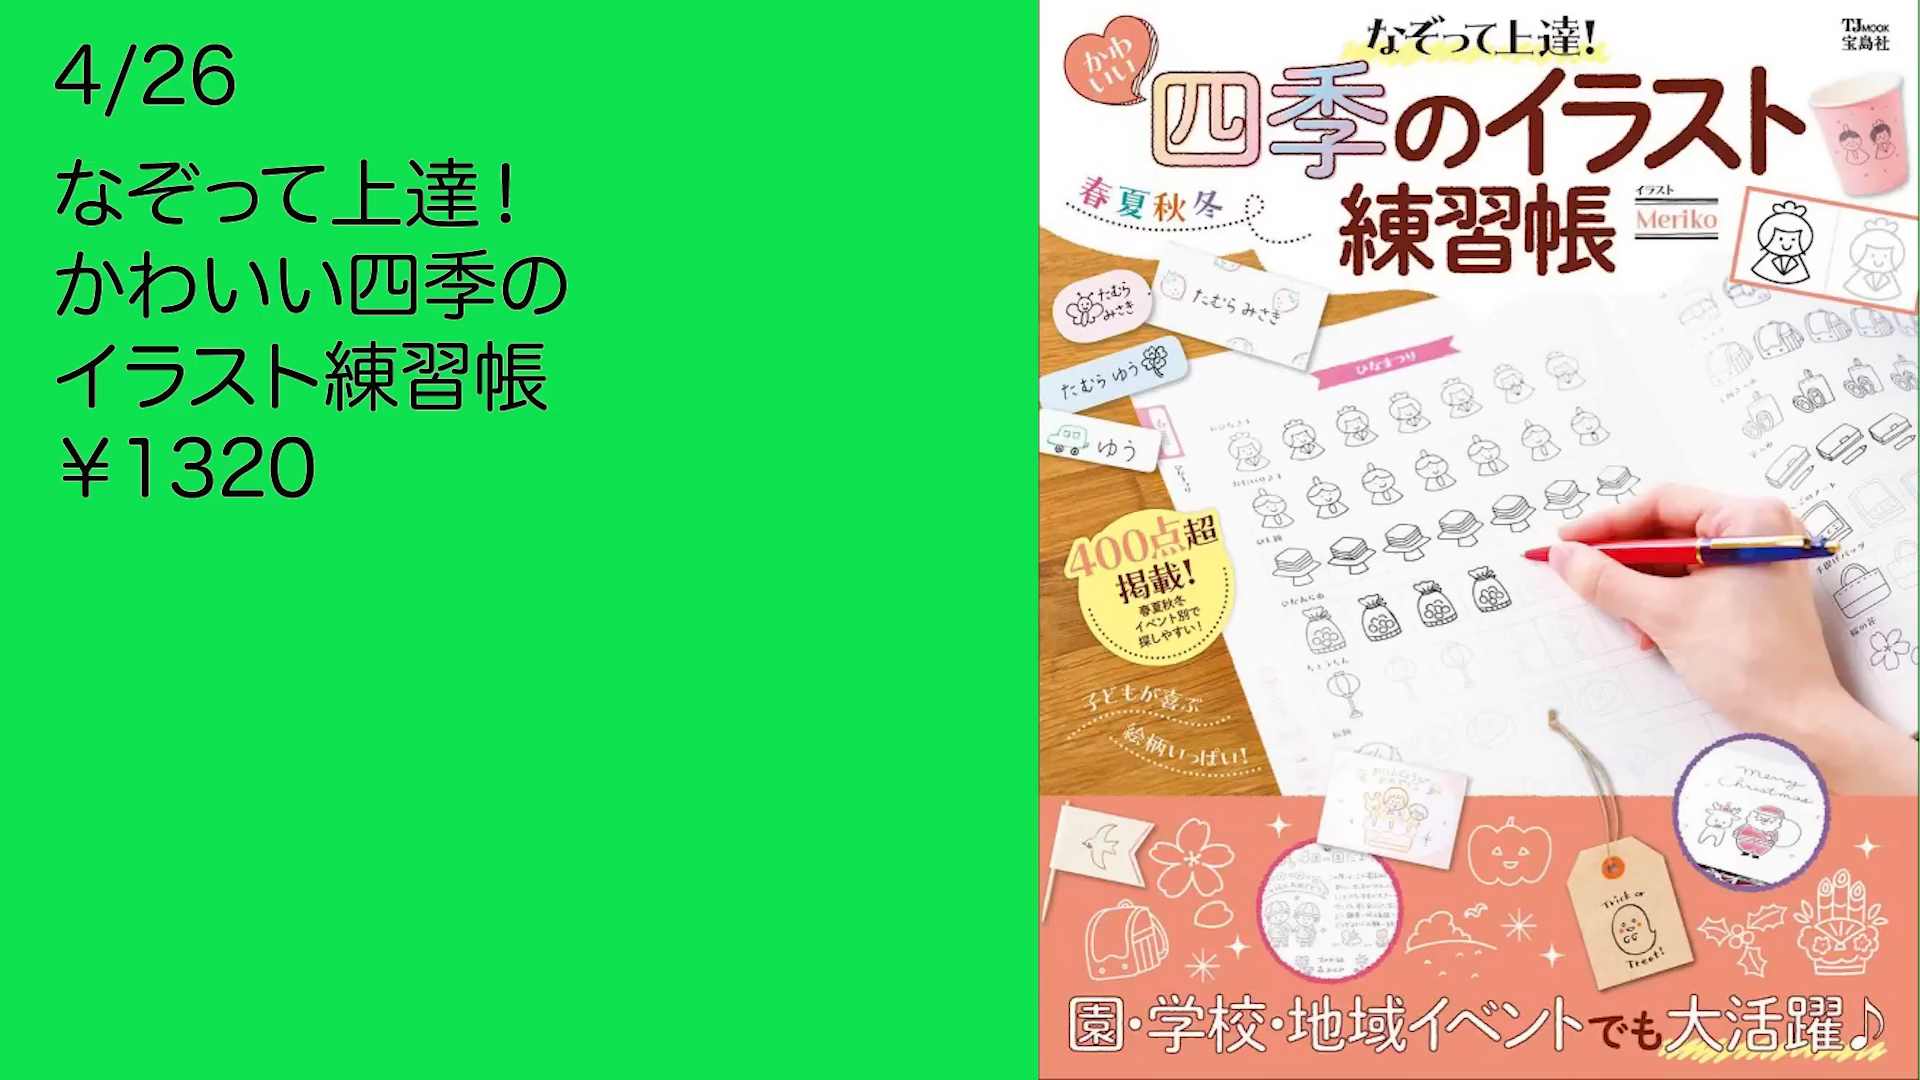 4/26
なぞって上達！
かわいい四季の
イラスト練習帳
￥1320
なぞって上達！
TJMOOK
宝島社
かわ
いい
四季のイラスト
練習帳
春夏秋冬
イラスト
Meriko
たむら
みさき
たむら みさき
たむら ゆう
ゆう
ひなまつり
400点超
掲載！
春夏秋冬
イベント別で
探しやすい！
子どもが喜ぶ
絵柄いっぱい！
Merry
Christmas
Trick or
Treat!
園・学校・地域イベントでも大活躍♪